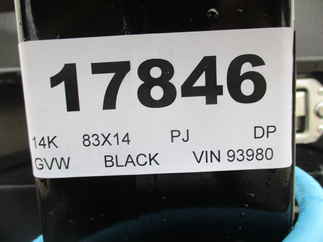 17846
14K 83X14 PJ DP
GVW BLACK VIN 93980